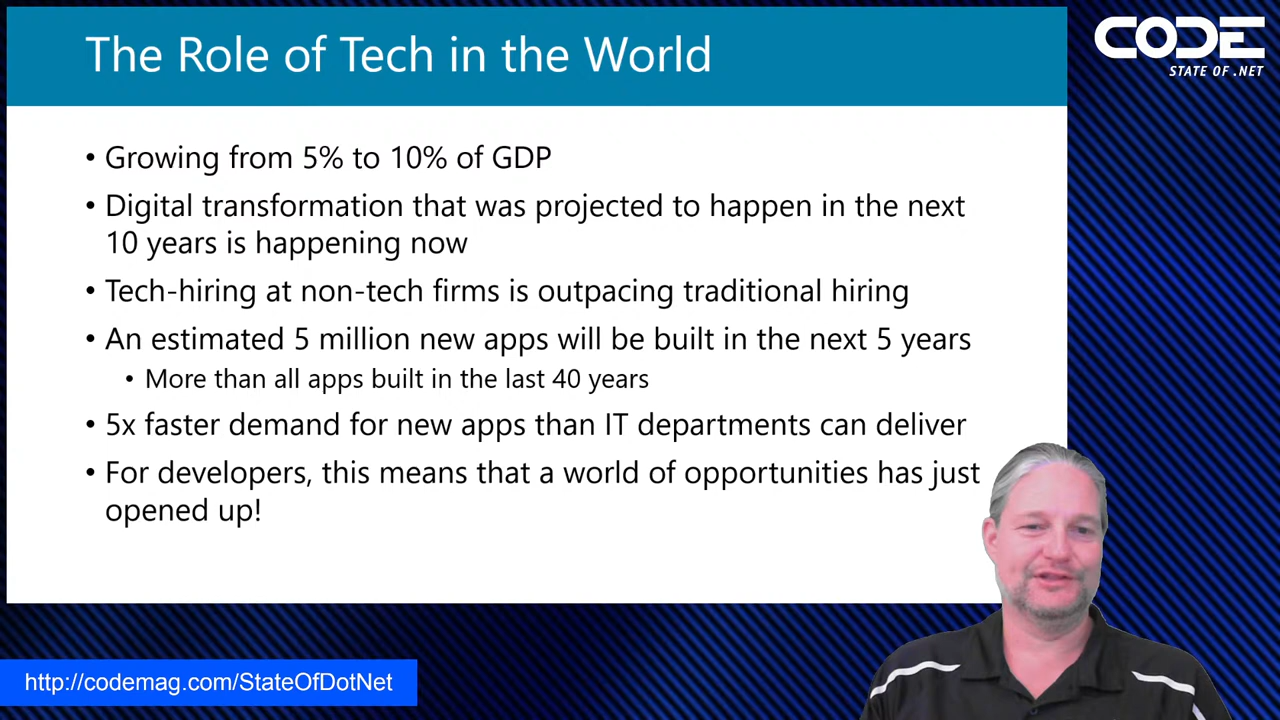 The Role of Tech in the World
CODE
STATE OF .NET
• Growing from 5% to 10% of GDP
• Digital transformation that was projected to happen in the next
10 years is happening now
• Tech-hiring at non-tech firms is outpacing traditional hiring
• An estimated 5 million new apps will be built in the next 5 years
• More than all apps built in the last 40 years
• 5x faster demand for new apps than IT departments can deliver
• For developers, this means that a world of opportunities has just
opened up!
http://codemag.com/StateOfDotNet